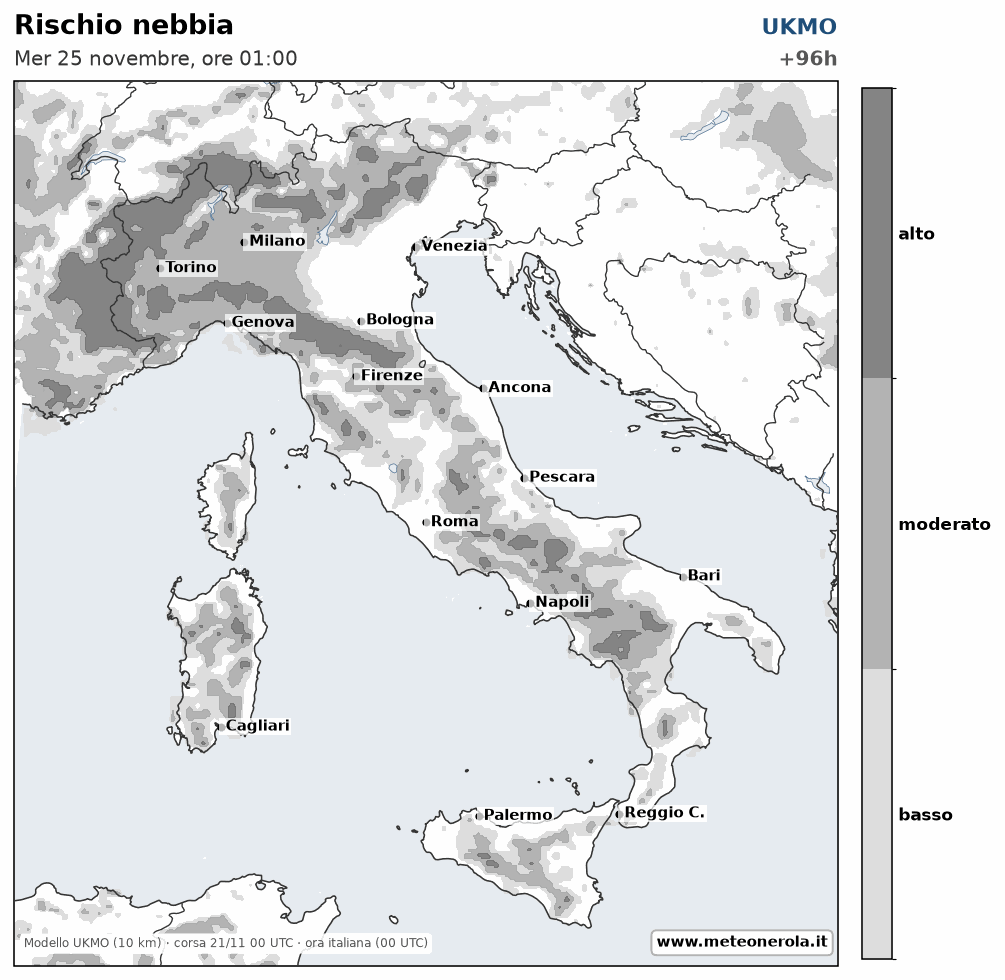 Rischio nebbia
UKMO
Mer 25 novembre, ore 01:00
+96h
alto
Milano
Venezia
Torino
Genova
Bologna
Firenze
Ancona
Pescara
Roma
moderato
Bari
Napoli
Cagliari
Palermo
Reggio C.
basso
Modello UKMO (10 km) · corsa 21/11 00 UTC · ora italiana (00 UTC)
www.meteonerola.it